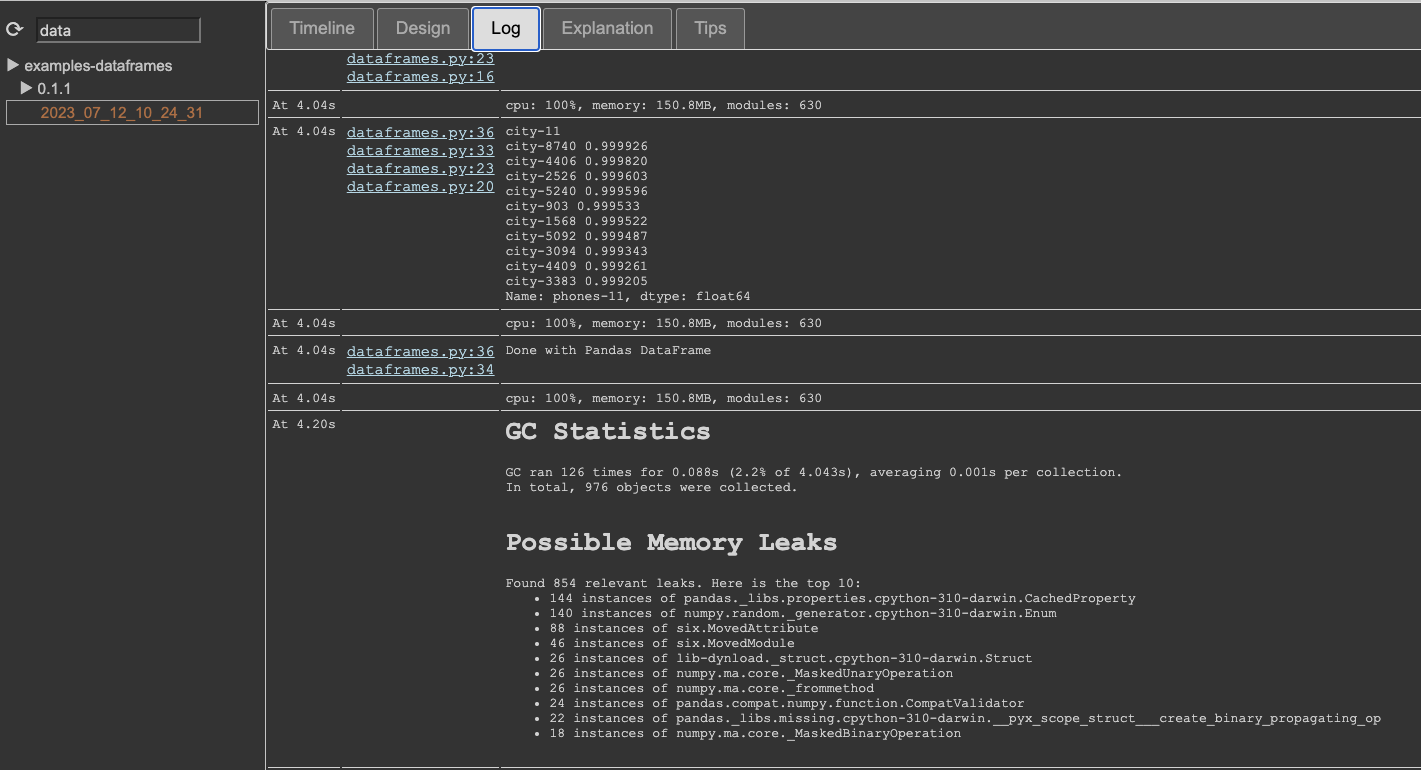 ⟳ data
▶ examples-dataframes
▶ 0.1.1
2023_07_12_10_24_31
Timeline Design Log Explanation Tips
dataframes.py:23
dataframes.py:16
At 4.04s cpu: 100%, memory: 150.8MB, modules: 630
At 4.04s dataframes.py:36 city-11
dataframes.py:33 city-8740 0.999926
dataframes.py:23 city-4406 0.999820
dataframes.py:20 city-2526 0.999603
city-5240 0.999596
city-903 0.999533
city-1568 0.999522
city-5092 0.999487
city-3094 0.999343
city-4409 0.999261
city-3383 0.999205
Name: phones-11, dtype: float64
At 4.04s cpu: 100%, memory: 150.8MB, modules: 630
At 4.04s dataframes.py:36 Done with Pandas DataFrame
dataframes.py:34
At 4.04s cpu: 100%, memory: 150.8MB, modules: 630
At 4.20s GC Statistics
GC ran 126 times for 0.088s (2.2% of 4.043s), averaging 0.001s per collection.
In total, 976 objects were collected.
Possible Memory Leaks
Found 854 relevant leaks. Here is the top 10:
• 144 instances of pandas._libs.properties.cpython-310-darwin.CachedProperty
• 140 instances of numpy.random._generator.cpython-310-darwin.Enum
• 88 instances of six.MovedAttribute
• 46 instances of six.MovedModule
• 26 instances of lib-dynload._struct.cpython-310-darwin.Struct
• 26 instances of numpy.ma.core._MaskedUnaryOperation
• 26 instances of numpy.ma.core._frommethod
• 24 instances of pandas.compat.numpy.function.CompatValidator
• 22 instances of pandas._libs.missing.cpython-310-darwin.__pyx_scope_struct___create_binary_propagating_op
• 18 instances of numpy.ma.core._MaskedBinaryOperation